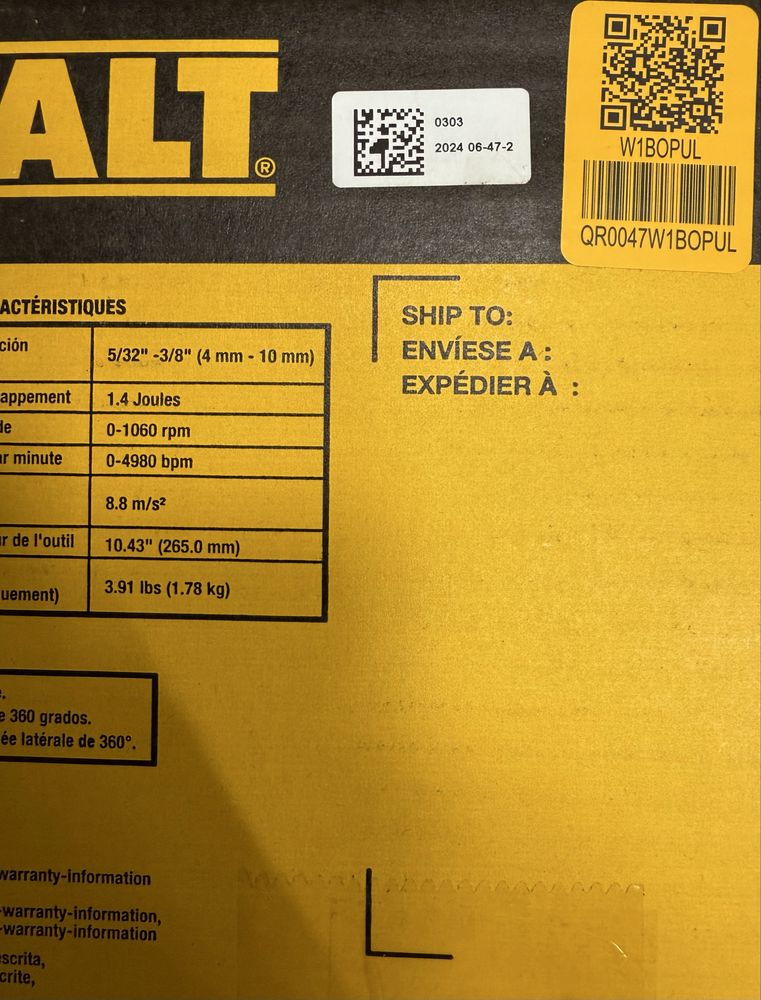 ALT®
0303
2024 06-47-2
W1BOPUL
QR0047W1BOPUL
ACTÉRISTIQUES
ción
5/32" -3/8" (4 mm - 10 mm)
appement
1.4 Joules
de
0-1060 rpm
ar minute
0-4980 bpm
8.8 m/s²
ur de l'outil
10.43" (265.0 mm)
uement)
3.91 lbs (1.78 kg)
SHIP TO:
ENVÍESE A :
EXPÉDIER À :
e.
e 360 grados.
ée latérale de 360°.
warranty-information
-warranty-information,
-warranty-information
escrita,
crite,